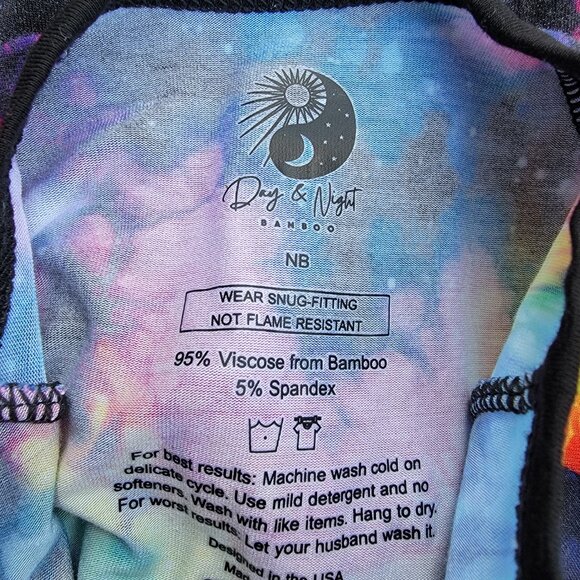 Day & Night
BAMBOO
NB
WEAR SNUG-FITTING
NOT FLAME RESISTANT
95% Viscose from Bamboo
5% Spandex
For best results: Machine wash cold on
delicate cycle. Use mild detergent and no
softeners. Wash with like items. Hang to dry.
For worst results: Let your husband wash it.
Designed in the USA